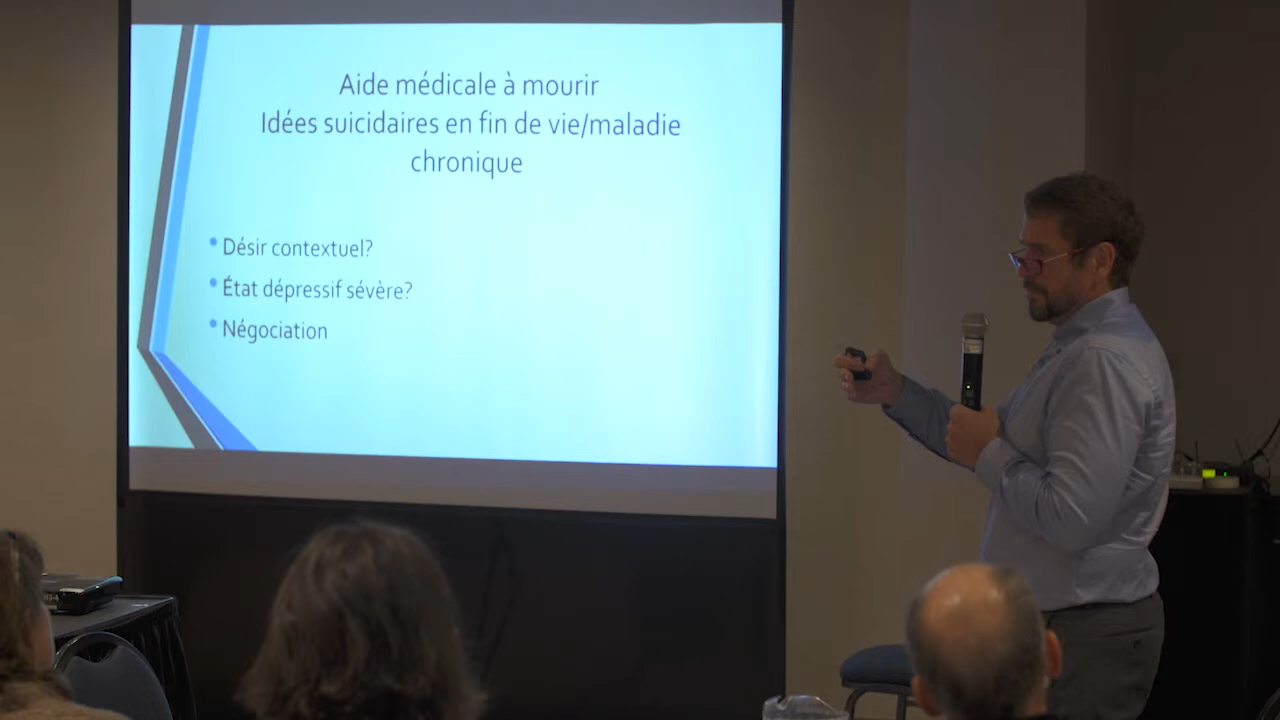 Aide médicale à mourir
Idées suicidaires en fin de vie/maladie
chronique
• Désir contextuel?
• État dépressif sévère?
• Négociation